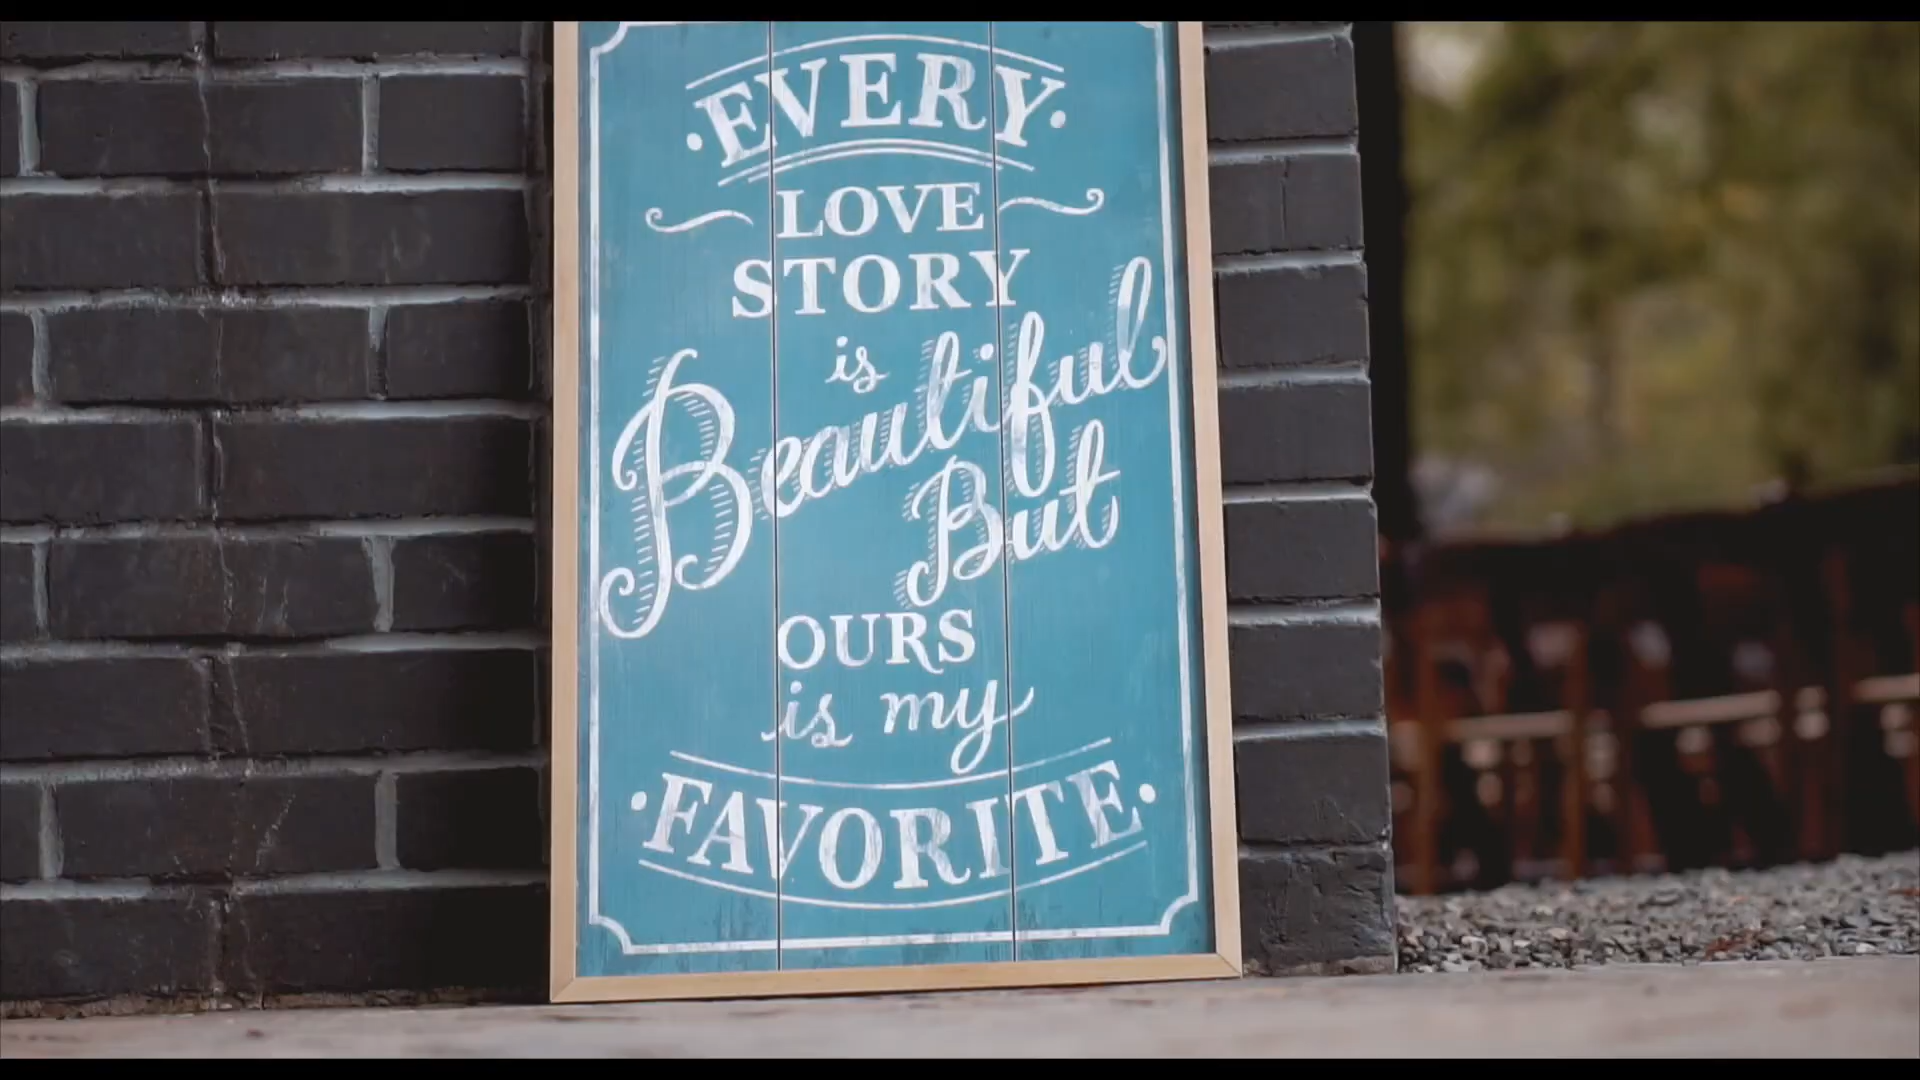 EVERY
LOVE
STORY
is
Beautiful
But
OURS
is my
FAVORITE